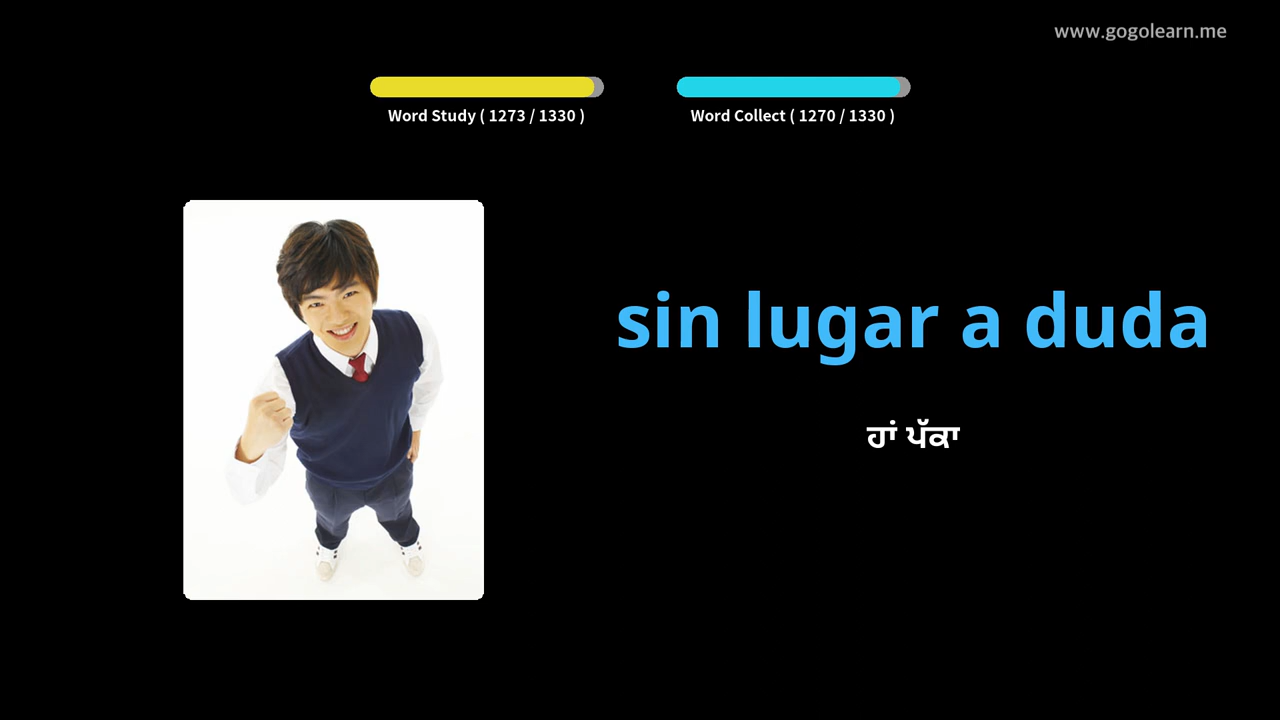 www.gogolearn.me
Word Study ( 1273 / 1330 )
Word Collect ( 1270 / 1330 )
sin lugar a duda
ਹਾਂ ਪੱਕਾ